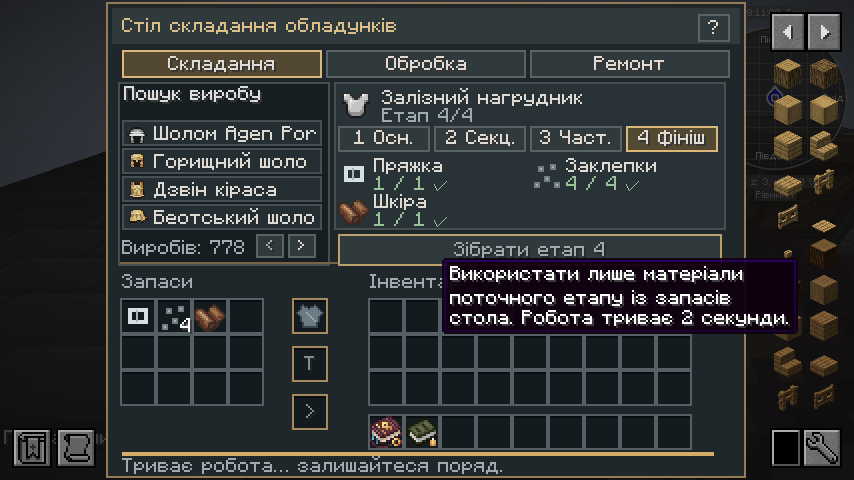 Стіл складання обладунків
?
Складання
Обробка
Ремонт
Пошук виробу
Шолом Agen Por
Горищний шоло
Дзвін кіраса
Беотський шоло
Виробів: 778
<
>
Залізний нагрудник
Етап 4/4
1 Осн.
2 Секц.
3 Част.
4 Фініш
Пряжка
1 / 1 ✓
Заклепки
4 / 4 ✓
Шкіра
1 / 1 ✓
Зібрати етап 4
Використати лише матеріали
поточного етапу із запасів
стола. Робота триває 2 секунди.
Запаси
Інвента
4
T
>
Триває робота... залишайтеся поряд.